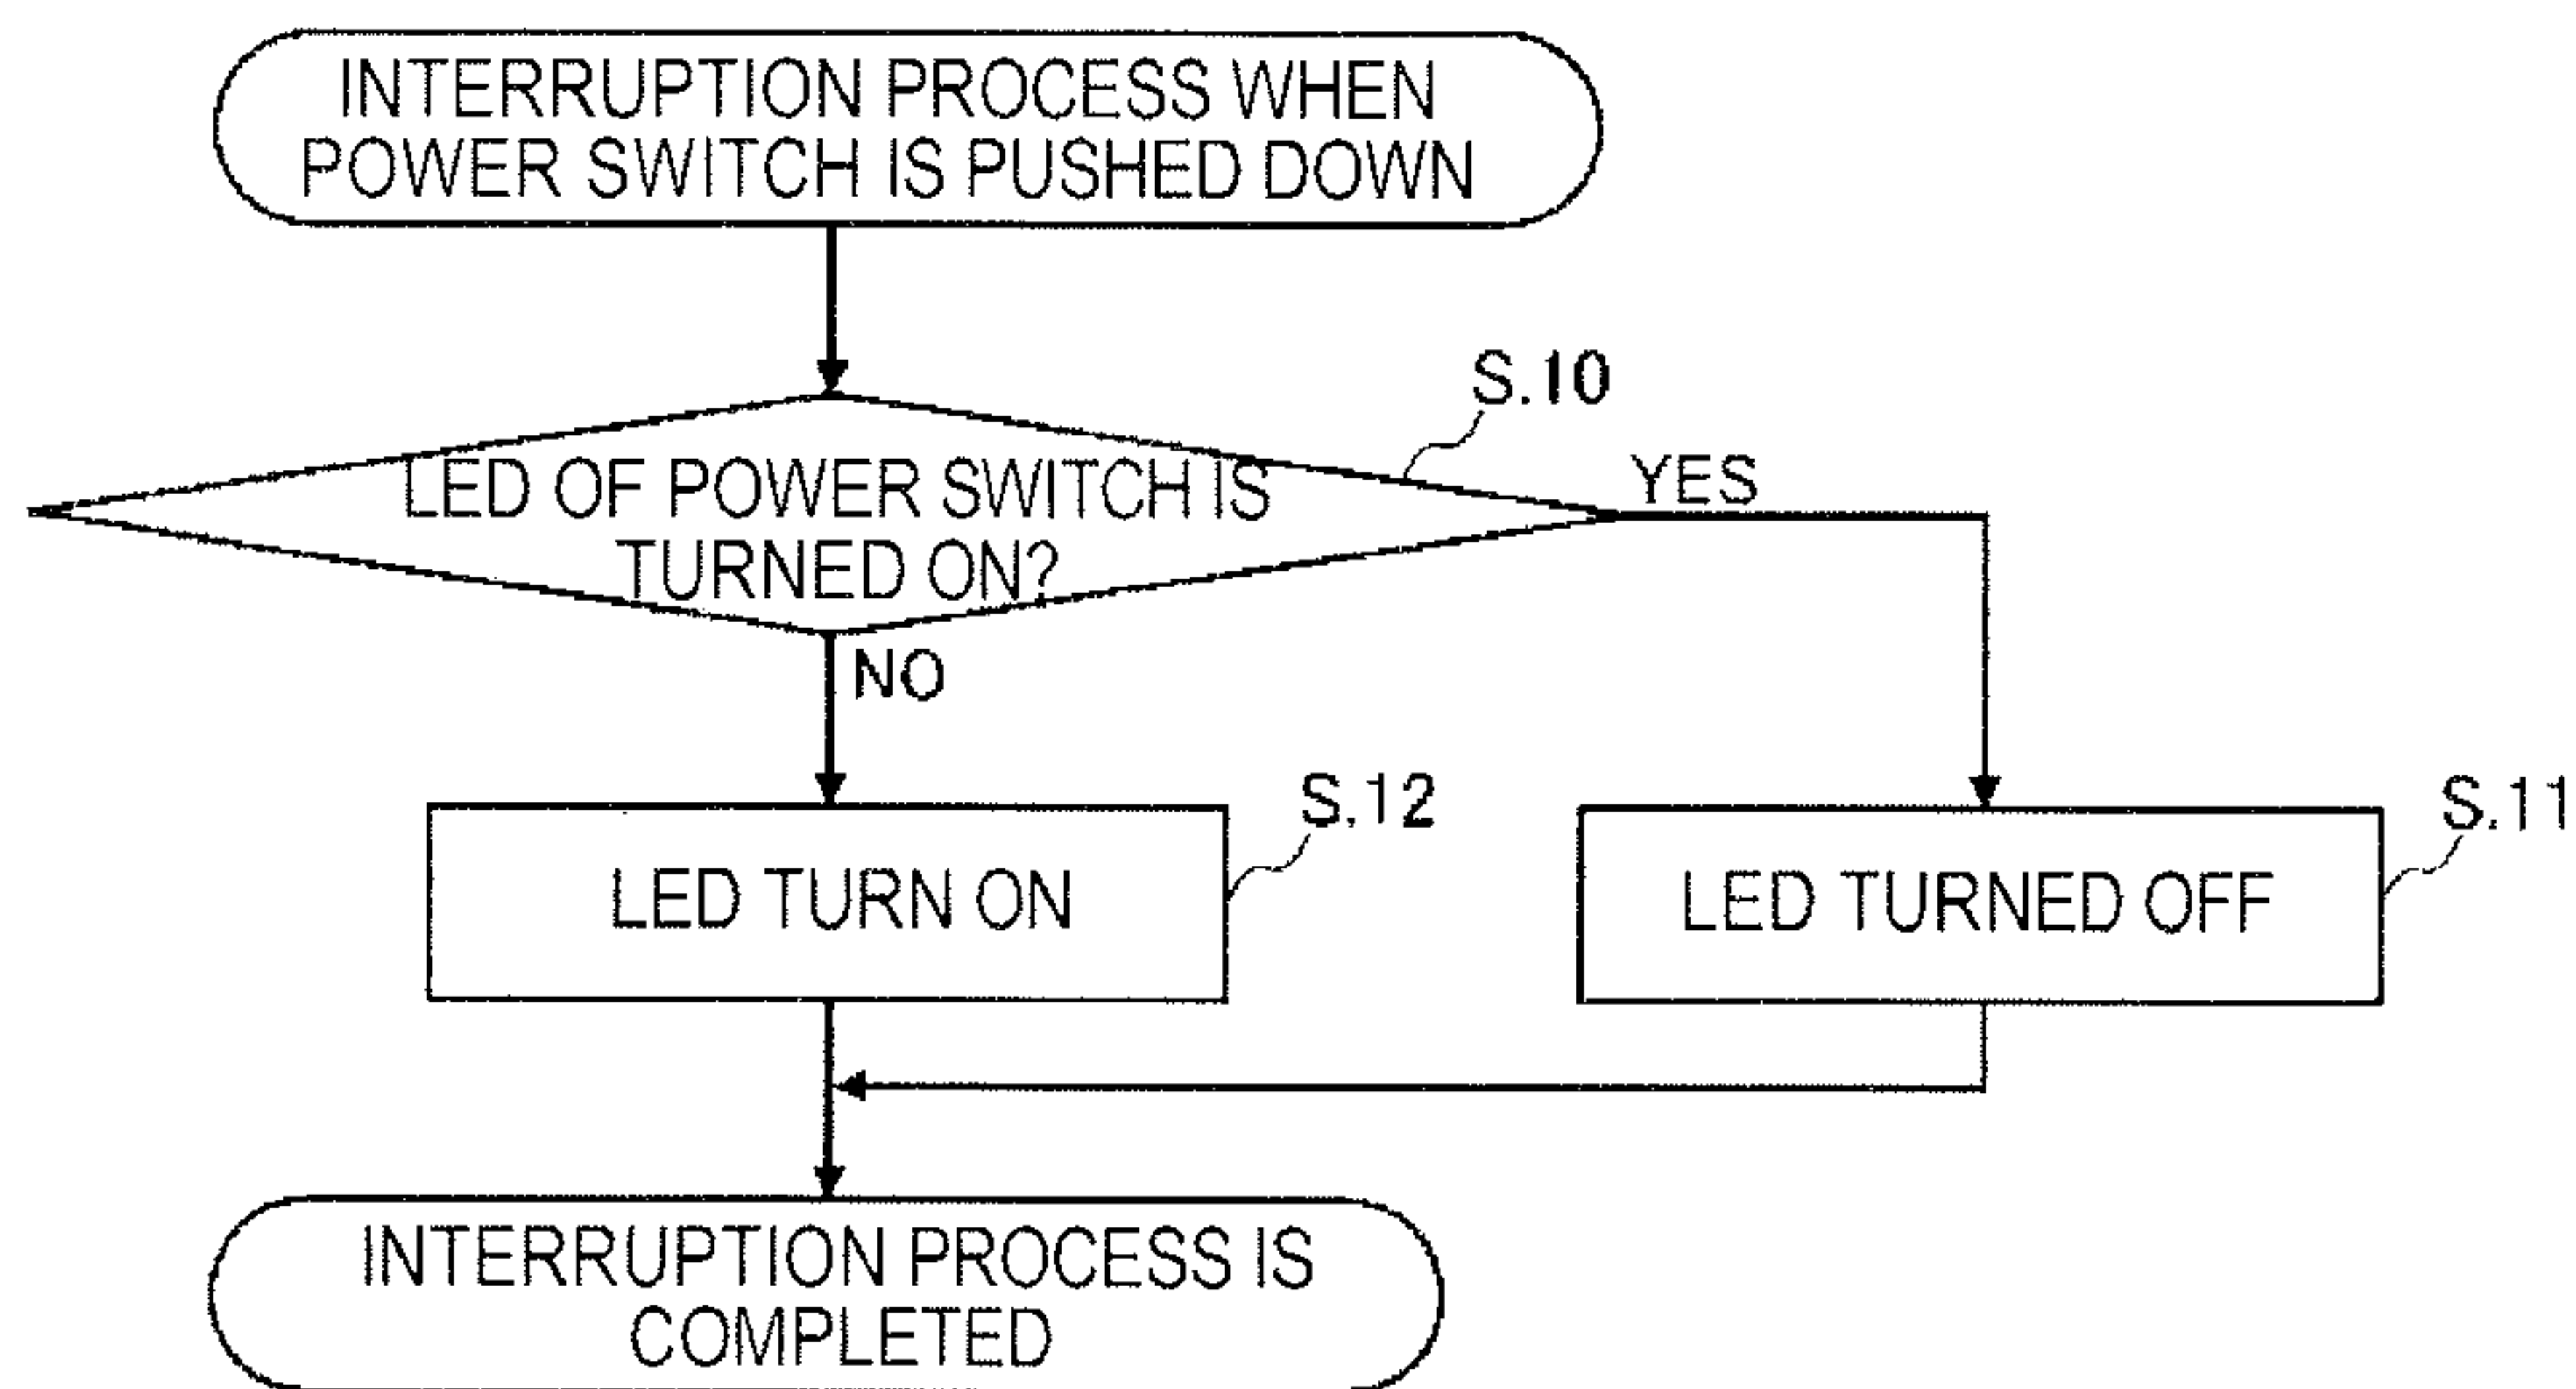 INTERRUPTION PROCESS WHEN
POWER SWITCH IS PUSHED DOWN
S.10
LED OF POWER SWITCH IS
TURNED ON?
YES
NO
S.12
LED TURN ON
S.11
LED TURNED OFF
INTERRUPTION PROCESS IS
COMPLETED